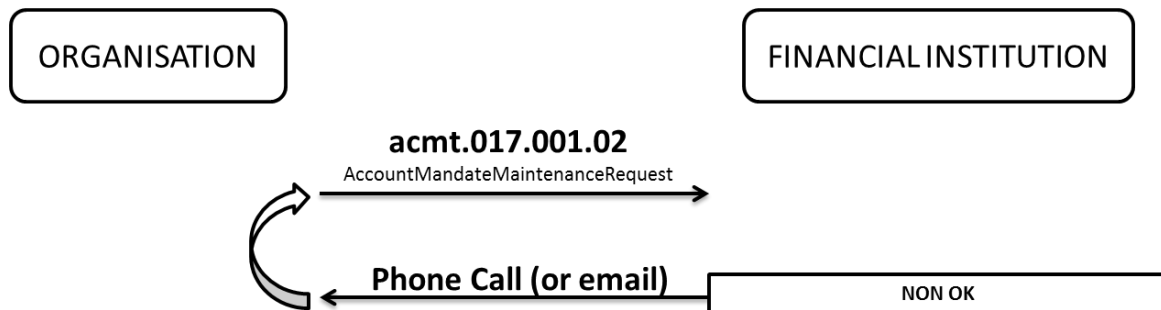 ORGANISATION
FINANCIAL INSTITUTION
acmt.017.001.02
AccountMandateMaintenanceRequest
Phone Call (or email)
NON OK